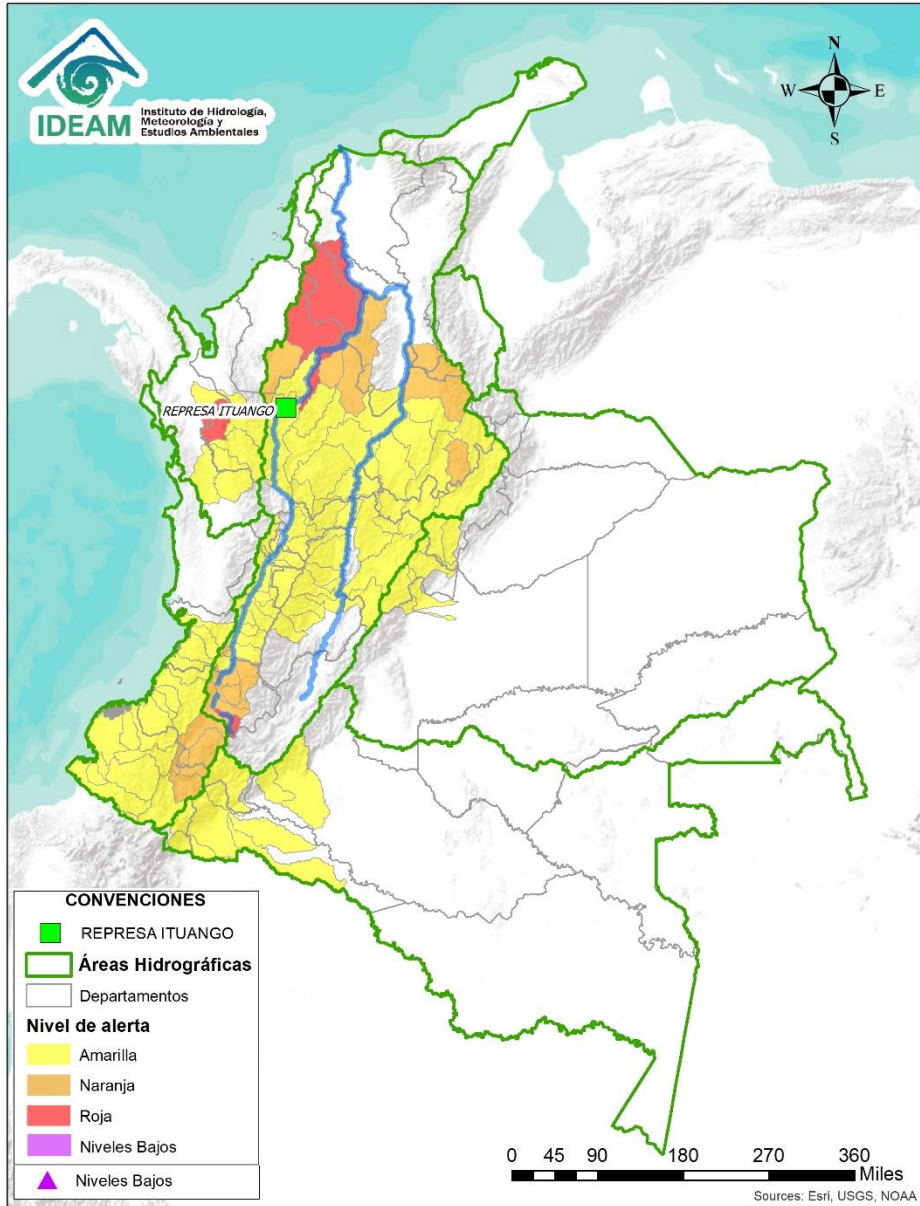 IDEAM
Instituto de Hidrología,
Meteorología y
Estudios Ambientales
N
W
E
S
REPRESA ITUANGO
CONVENCIONES
REPRESA ITUANGO
Áreas Hidrográficas
Departamentos
Nivel de alerta
Amarilla
Naranja
Roja
Niveles Bajos
Niveles Bajos
0 45 90 180 270 360
Miles
Sources: Esri, USGS, NOAA